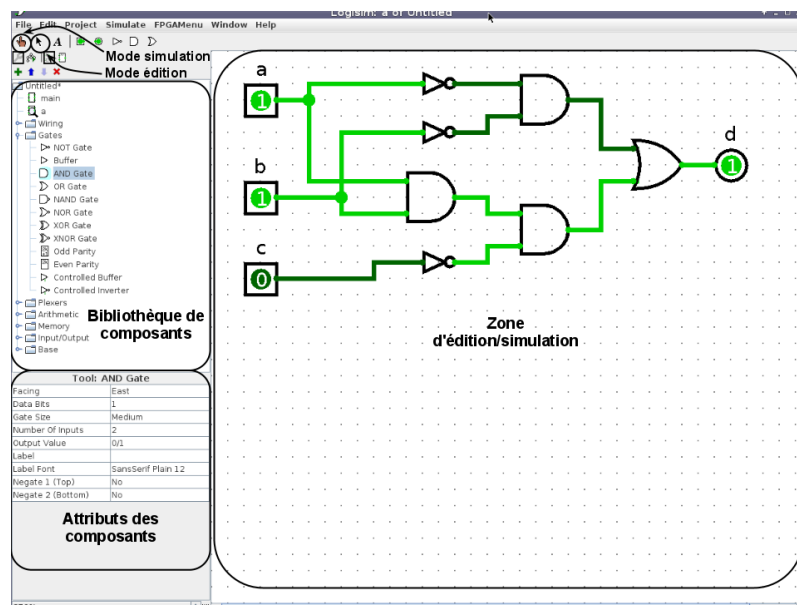 Logisim: a of Untitled
File Edit Project Simulate FPGAMenu Window Help
A
Mode simulation
Mode édition
Untitled*
main
a
Wiring
Gates
NOT Gate
Buffer
AND Gate
OR Gate
NAND Gate
NOR Gate
XOR Gate
XNOR Gate
Odd Parity
Even Parity
Controlled Buffer
Controlled Inverter
Plexers
Arithmetic
Memory
Input/Output
Base
Bibliothèque de
composants
Tool: AND Gate
Facing East
Data Bits 1
Gate Size Medium
Number Of Inputs 2
Output Value 0/1
Label
Label Font SansSerif Plain 12
Negate 1 (Top) No
Negate 2 (Bottom) No
Attributs des
composants
a
1
b
1
c
0
d
1
Zone
d'édition/simulation